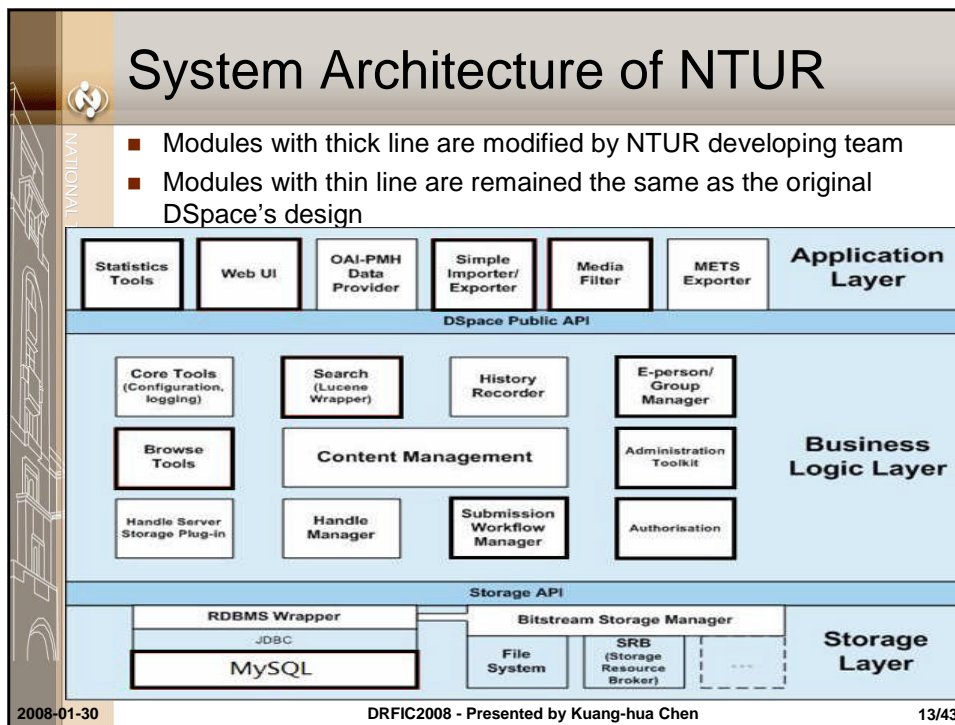 System Architecture of NTUR
NATIONAL
■ Modules with thick line are modified by NTUR developing team
■ Modules with thin line are remained the same as the original
DSpace's design
Statistics
Tools
Web UI
OAI-PMH
Data
Provider
Simple
Importer/
Exporter
Media
Filter
METS
Exporter
Application
Layer
DSpace Public API
Core Tools
(Configuration,
logging)
Search
(Lucene
Wrapper)
History
Recorder
E-person/
Group
Manager
Browse
Tools
Content Management
Administration
Toolkit
Business
Logic Layer
Handle Server
Storage Plug-in
Handle
Manager
Submission
Workflow
Manager
Authorisation
Storage API
RDBMS Wrapper
JDBC
MySQL
Bitstream Storage Manager
File
System
SRB
(Storage
Resource
Broker)
...
Storage
Layer
2008-01-30
DRFIC2008 - Presented by Kuang-hua Chen
13/43